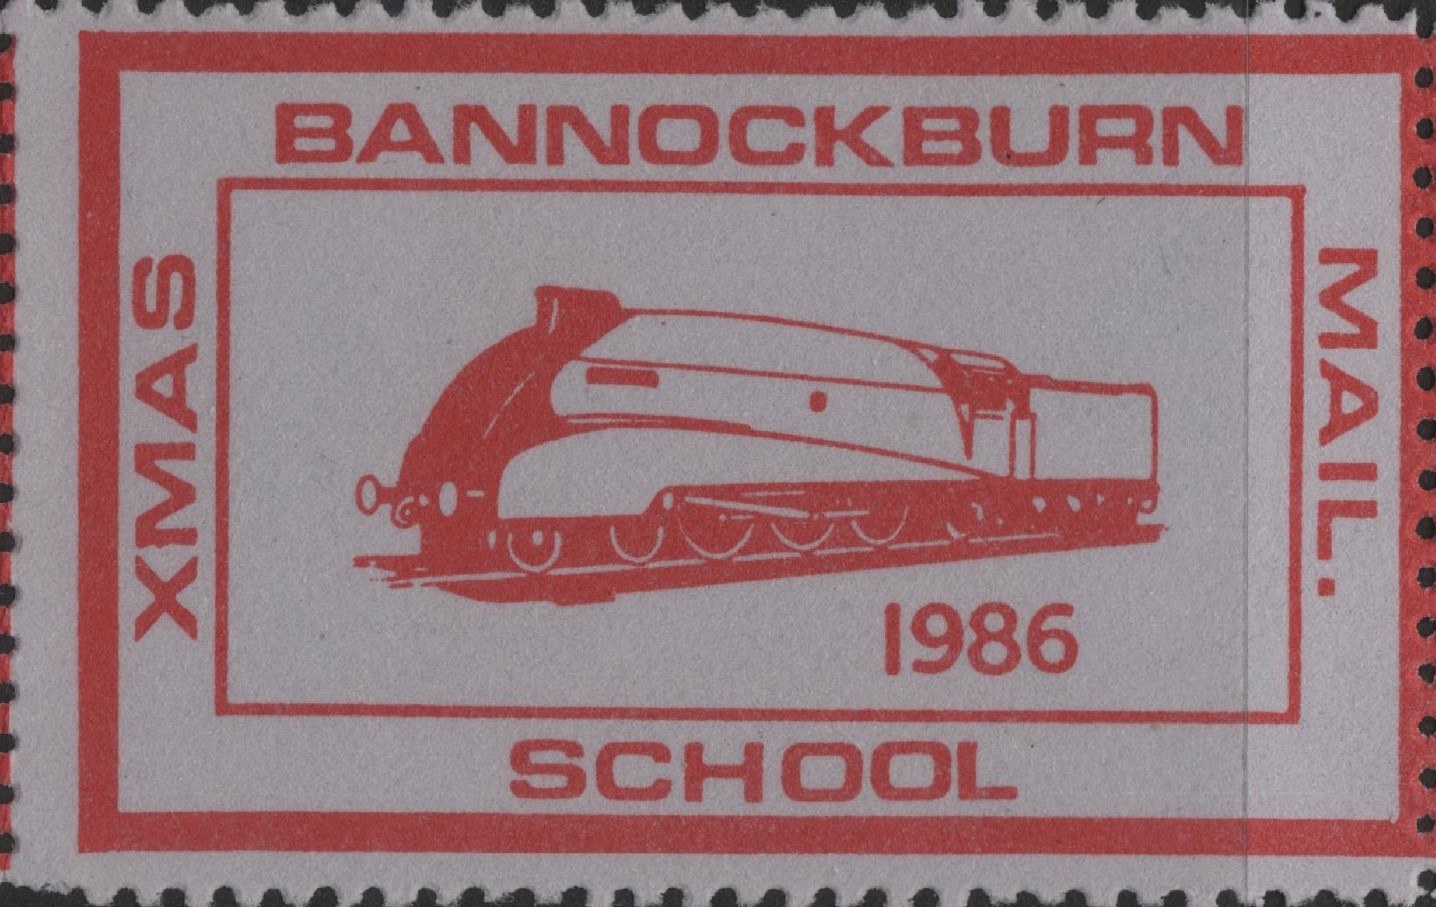 BANNOCKBURN
XMAS
MAIL.
1986
SCHOOL